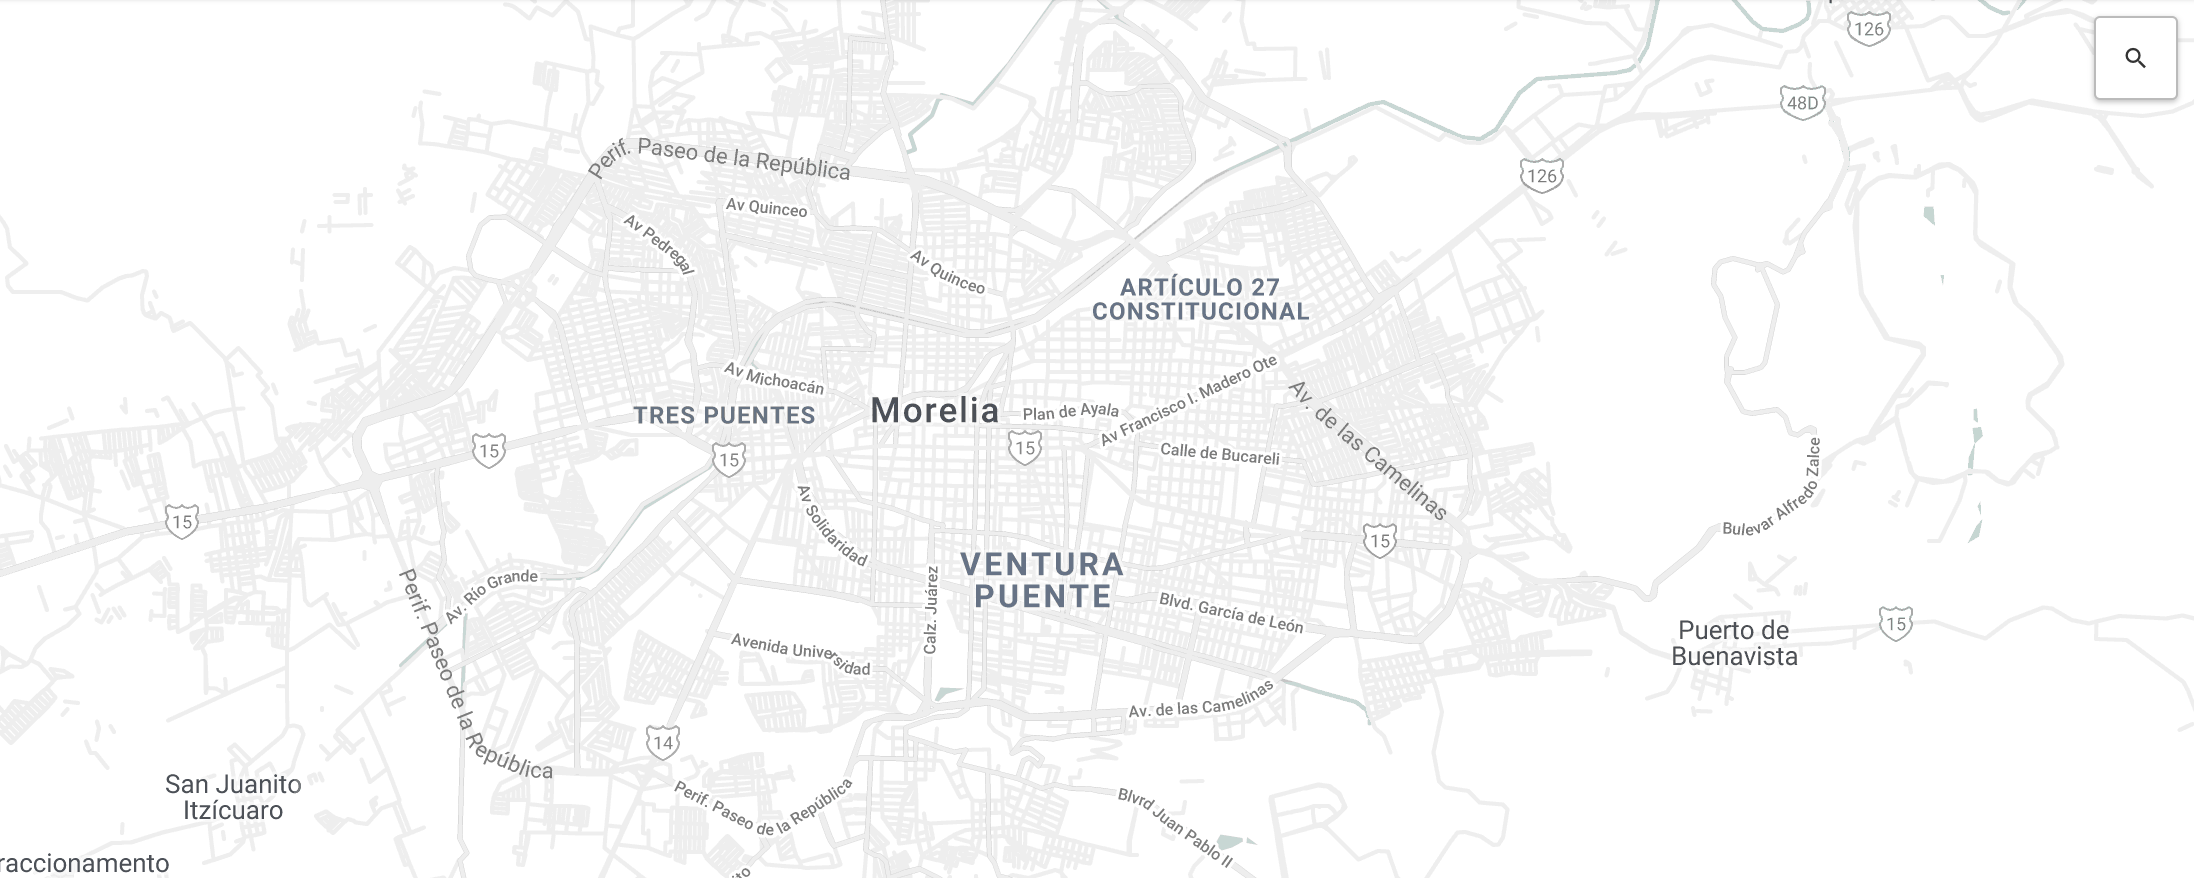 126
48D
Perif. Paseo de la República
126
Av Quinceo
Av Pedregal
Av Quinceo
ARTÍCULO 27
CONSTITUCIONAL
Av Michoacán
Av Francisco I. Madero Ote
TRES PUENTES
Morelia
Plan de Ayala
Av. de las Camelinas
15
15
15
Calle de Bucareli
15
Av Solidaridad
Bulevar Alfredo Zalce
15
VENTURA
PUENTE
Av. Rio Grande
Calz. Juárez
Blvd. García de León
Perif. Paseo de la República
Avenida Universidad
Puerto de
Buenavista
15
Av. de las Camelinas
14
San Juanito
Itzícuaro
Perif. Paseo de la República
Blvrd Juan Pablo II
raccionamento
ito